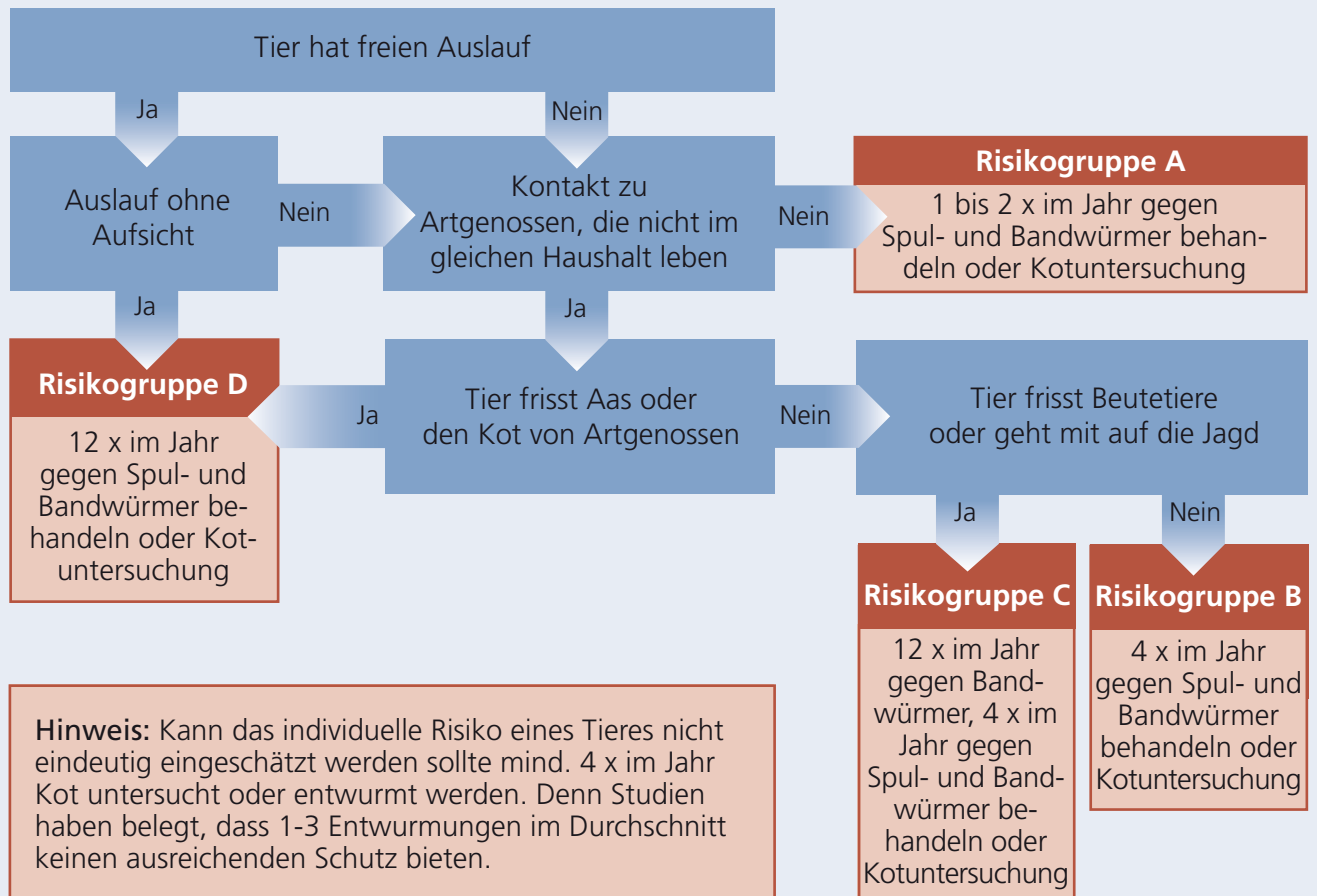 Tier hat freien Auslauf
Ja
Nein
Auslauf ohne
Aufsicht
Nein
Kontakt zu
Artgenossen, die nicht im
gleichen Haushalt leben
Nein
Risikogruppe A
1 bis 2 x im Jahr gegen
Spul- und Bandwürmer behan-
deln oder Kotuntersuchung
Ja
Ja
Risikogruppe D
12 x im Jahr
gegen Spul- und
Bandwürmer be-
handeln oder Kot-
untersuchung
Ja
Tier frisst Aas oder
den Kot von Artgenossen
Nein
Tier frisst Beutetiere
oder geht mit auf die Jagd
Ja
Nein
Risikogruppe C
12 x im Jahr
gegen Band-
würmer, 4 x im
Jahr gegen
Spul- und Band-
würmer be-
handeln oder
Kotuntersuchung
Risikogruppe B
4 x im Jahr
gegen Spul- und
Bandwürmer
behandeln oder
Kotuntersuchung
Hinweis: Kann das individuelle Risiko eines Tieres nicht
eindeutig eingeschätzt werden sollte mind. 4 x im Jahr
Kot untersucht oder entwurmt werden. Denn Studien
haben belegt, dass 1-3 Entwurmungen im Durchschnitt
keinen ausreichenden Schutz bieten.